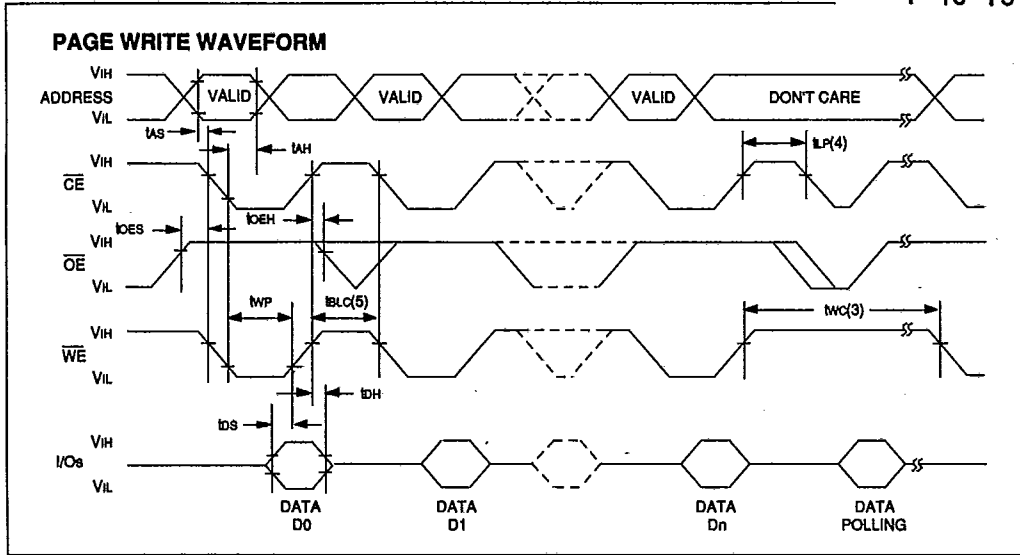 PAGE WRITE WAVEFORM
VIH
ADDRESS
VIL
VALID
VALID
VALID
DON'T CARE
tAS
tAH
tLP(4)
VIH
CE
VIL
tOES
tOEH
VIH
OE
VIL
tWP
tBLC(5)
tWC(3)
VIH
WE
VIL
tDS
tDH
VIH
I/Os
VIL
DATA
D0
DATA
D1
DATA
Dn
DATA
POLLING